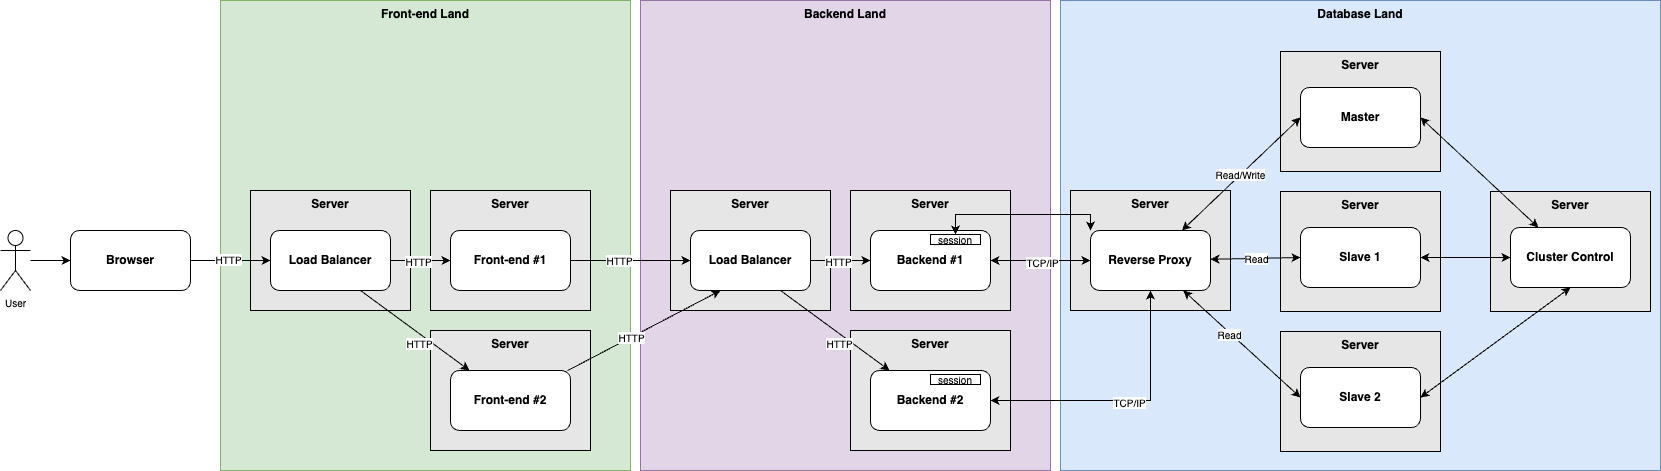 Front-end Land
Backend Land
Database Land
User
Browser
HTTP
Server
Load Balancer
HTTP
HTTP
Server
Front-end #1
Server
Front-end #2
HTTP
HTTP
Server
Load Balancer
HTTP
HTTP
Server
session
Backend #1
Server
session
Backend #2
TCP/IP
TCP/IP
Server
Reverse Proxy
Read/Write
Read
Read
Server
Master
Server
Slave 1
Server
Slave 2
Server
Cluster Control